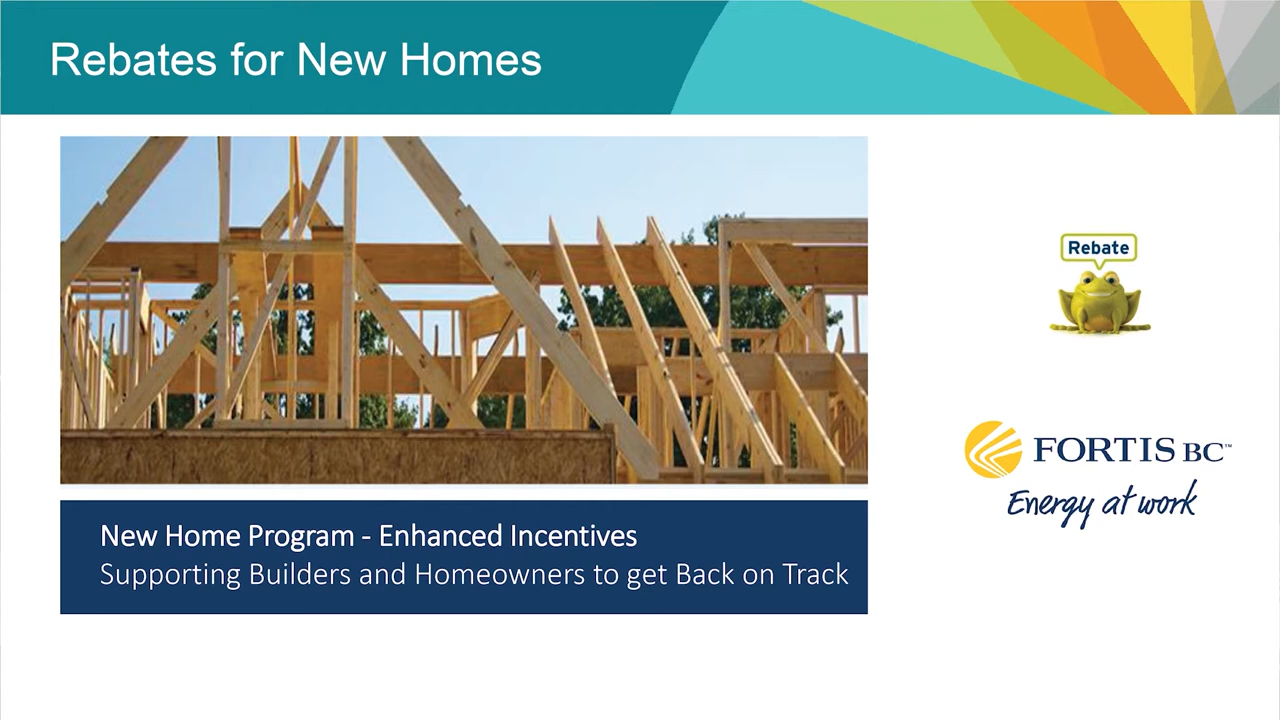 Rebates for New Homes
Rebate
FORTIS BC™
Energy at work
New Home Program - Enhanced Incentives
Supporting Builders and Homeowners to get Back on Track